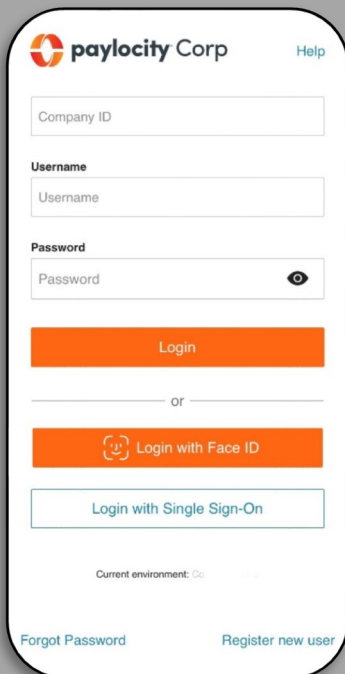 paylocity Corp
Help
Company ID
Username
Username
Password
Password
Login
or
Login with Face ID
Login with Single Sign-On
Current environment: Co
Forgot Password Register new user